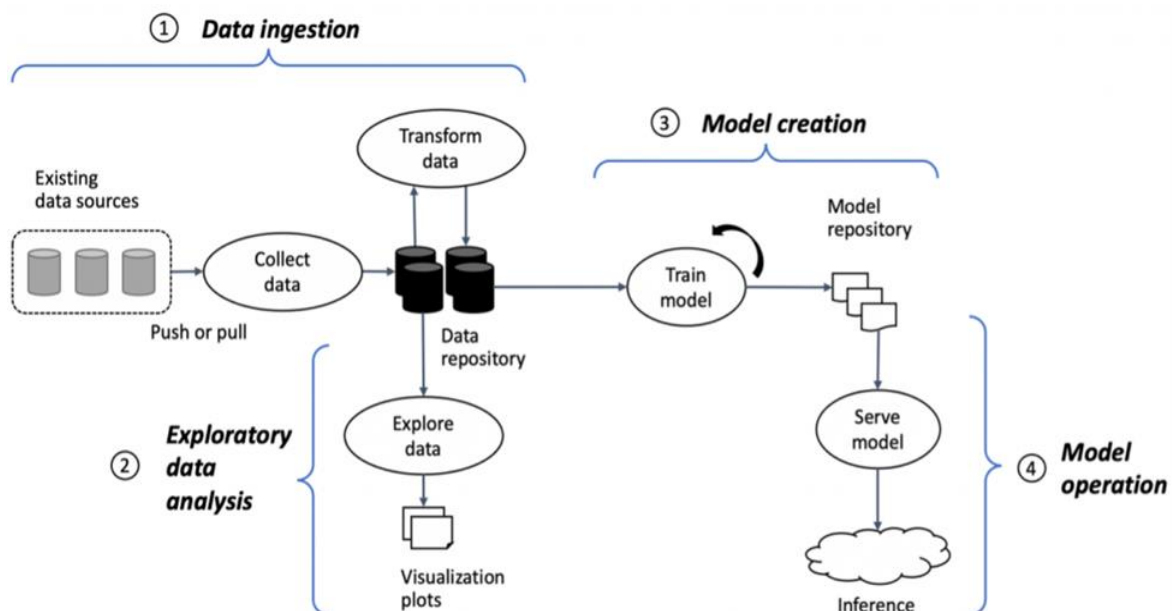 ① Data ingestion
Transform
data
③ Model creation
Existing
data sources
Model
repository
Collect
data
Train
model
Push or pull
Data
repository
② Exploratory
data
analysis
Explore
data
Serve
model
④ Model
operation
Visualization
plots
Inference